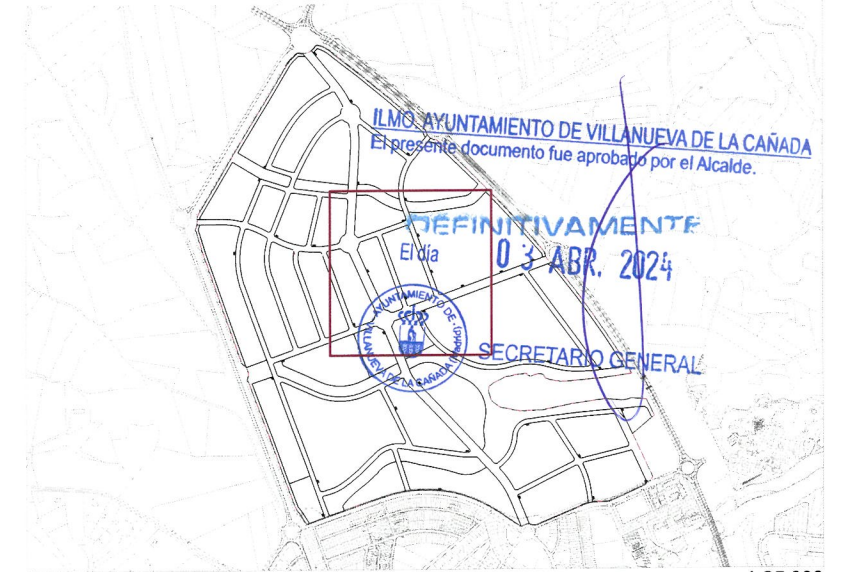 ILMO. AYUNTAMIENTO DE VILLANUEVA DE LA CAÑADA
El presente documento fue aprobado por el Alcalde.
DEFINITIVAMENTE
El día 03 ABR. 2024
AYUNTAMIENTO DE VILLANUEVA DE LA CAÑADA (Madrid)
SECRETARIO GENERAL